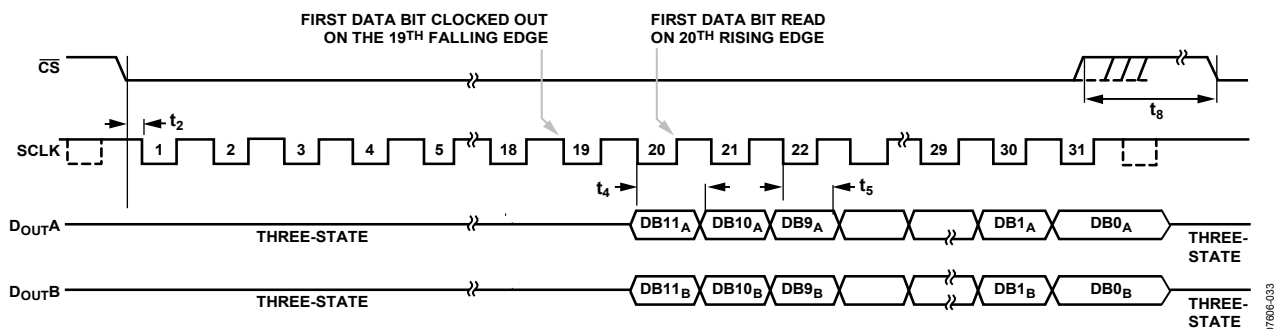 FIRST DATA BIT CLOCKED OUT
ON THE 19TH FALLING EDGE
FIRST DATA BIT READ
ON 20TH RISING EDGE
CS
t8
t2
SCLK
1 2 3 4 5 18 19 20 21 22 29 30 31
t4
t5
DOUTA
THREE-STATE
DB11A DB10A DB9A DB1A DB0A
THREE-
STATE
DOUTB
THREE-STATE
DB11B DB10B DB9B DB1B DB0B
THREE-
STATE
07606-033